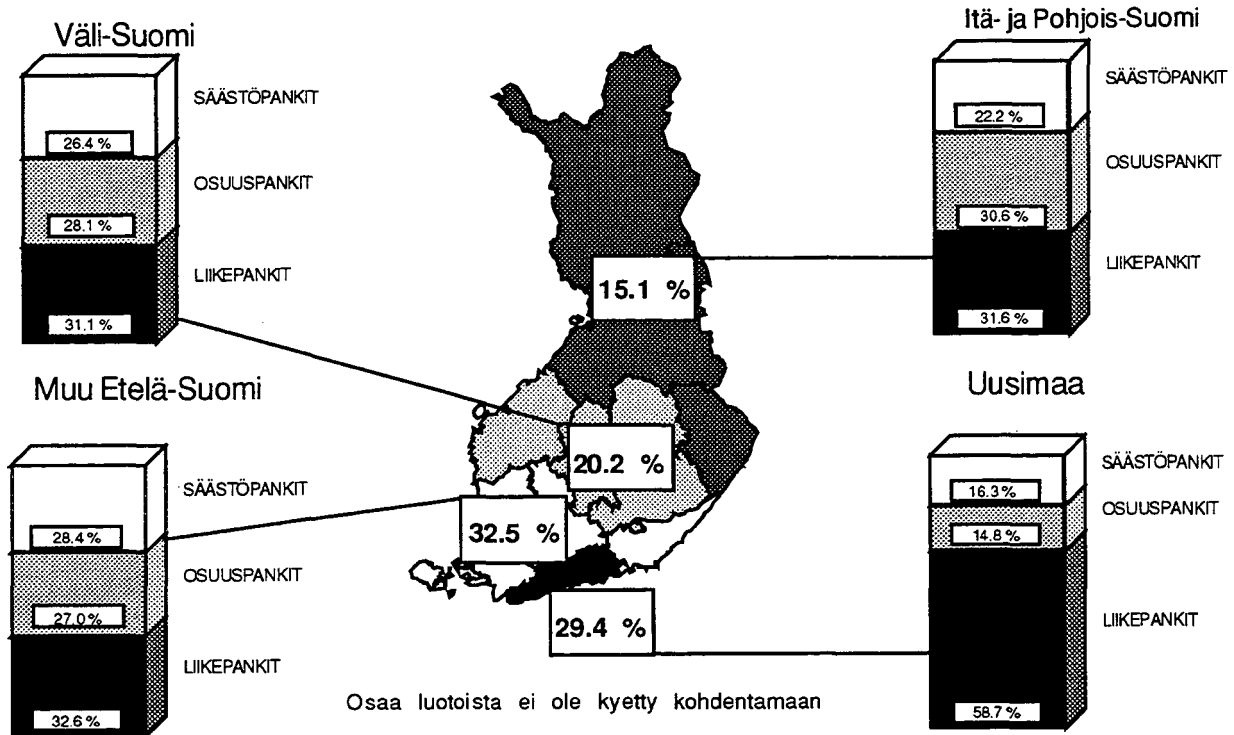 Väli-Suomi
SÄÄSTÖPANKIT
26.4 %
OSUUSPANKIT
28.1 %
LIIKEPANKIT
31.1 %
Itä- ja Pohjois-Suomi
SÄÄSTÖPANKIT
22.2 %
OSUUSPANKIT
30.6 %
LIIKEPANKIT
31.6 %
15.1 %
20.2 %
32.5 %
29.4 %
Muu Etelä-Suomi
SÄÄSTÖPANKIT
28.4 %
OSUUSPANKIT
27.0 %
LIIKEPANKIT
32.6 %
Uusimaa
SÄÄSTÖPANKIT
16.3 %
OSUUSPANKIT
14.8 %
LIIKEPANKIT
58.7 %
Osaa luotoista ei ole kyetty kohdentamaan